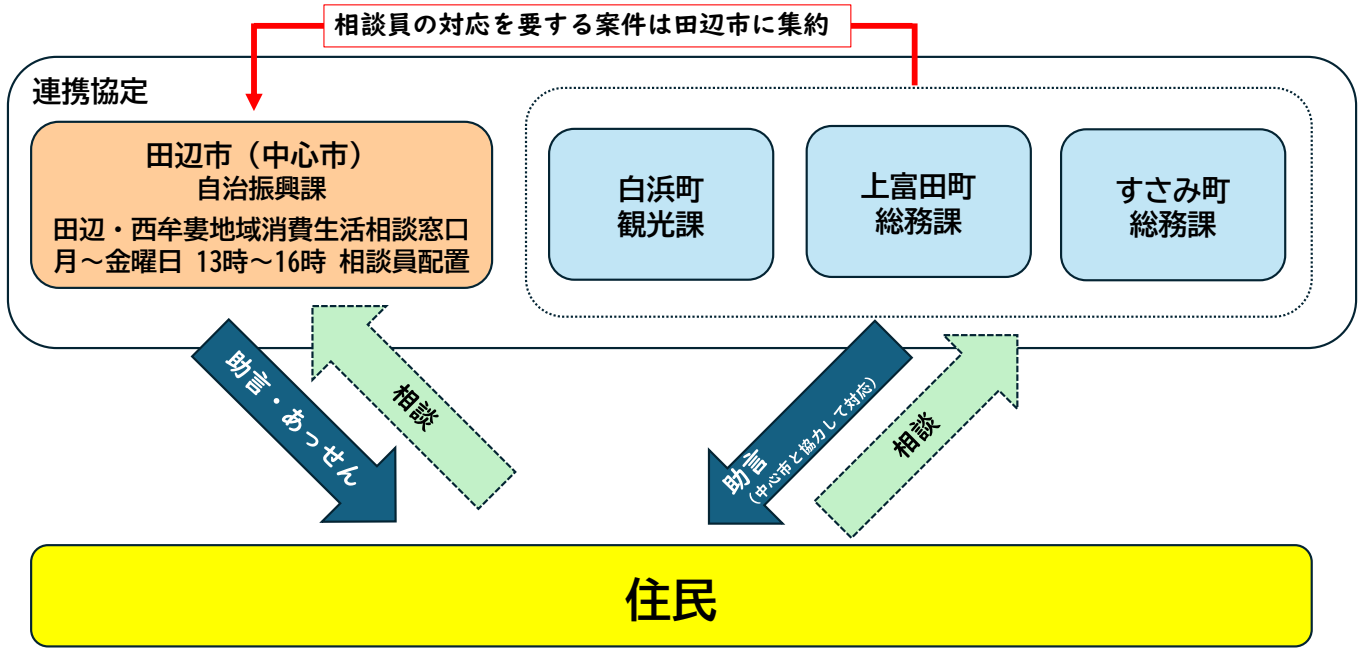 相談員の対応を要する案件は田辺市に集約
連携協定
田辺市（中心市）
自治振興課
田辺・西牟婁地域消費生活相談窓口
月～金曜日 13時～16時 相談員配置
白浜町
観光課
上富田町
総務課
すさみ町
総務課
助言・あっせん
相談
助言
（中心市と協力して対応）
相談
住民